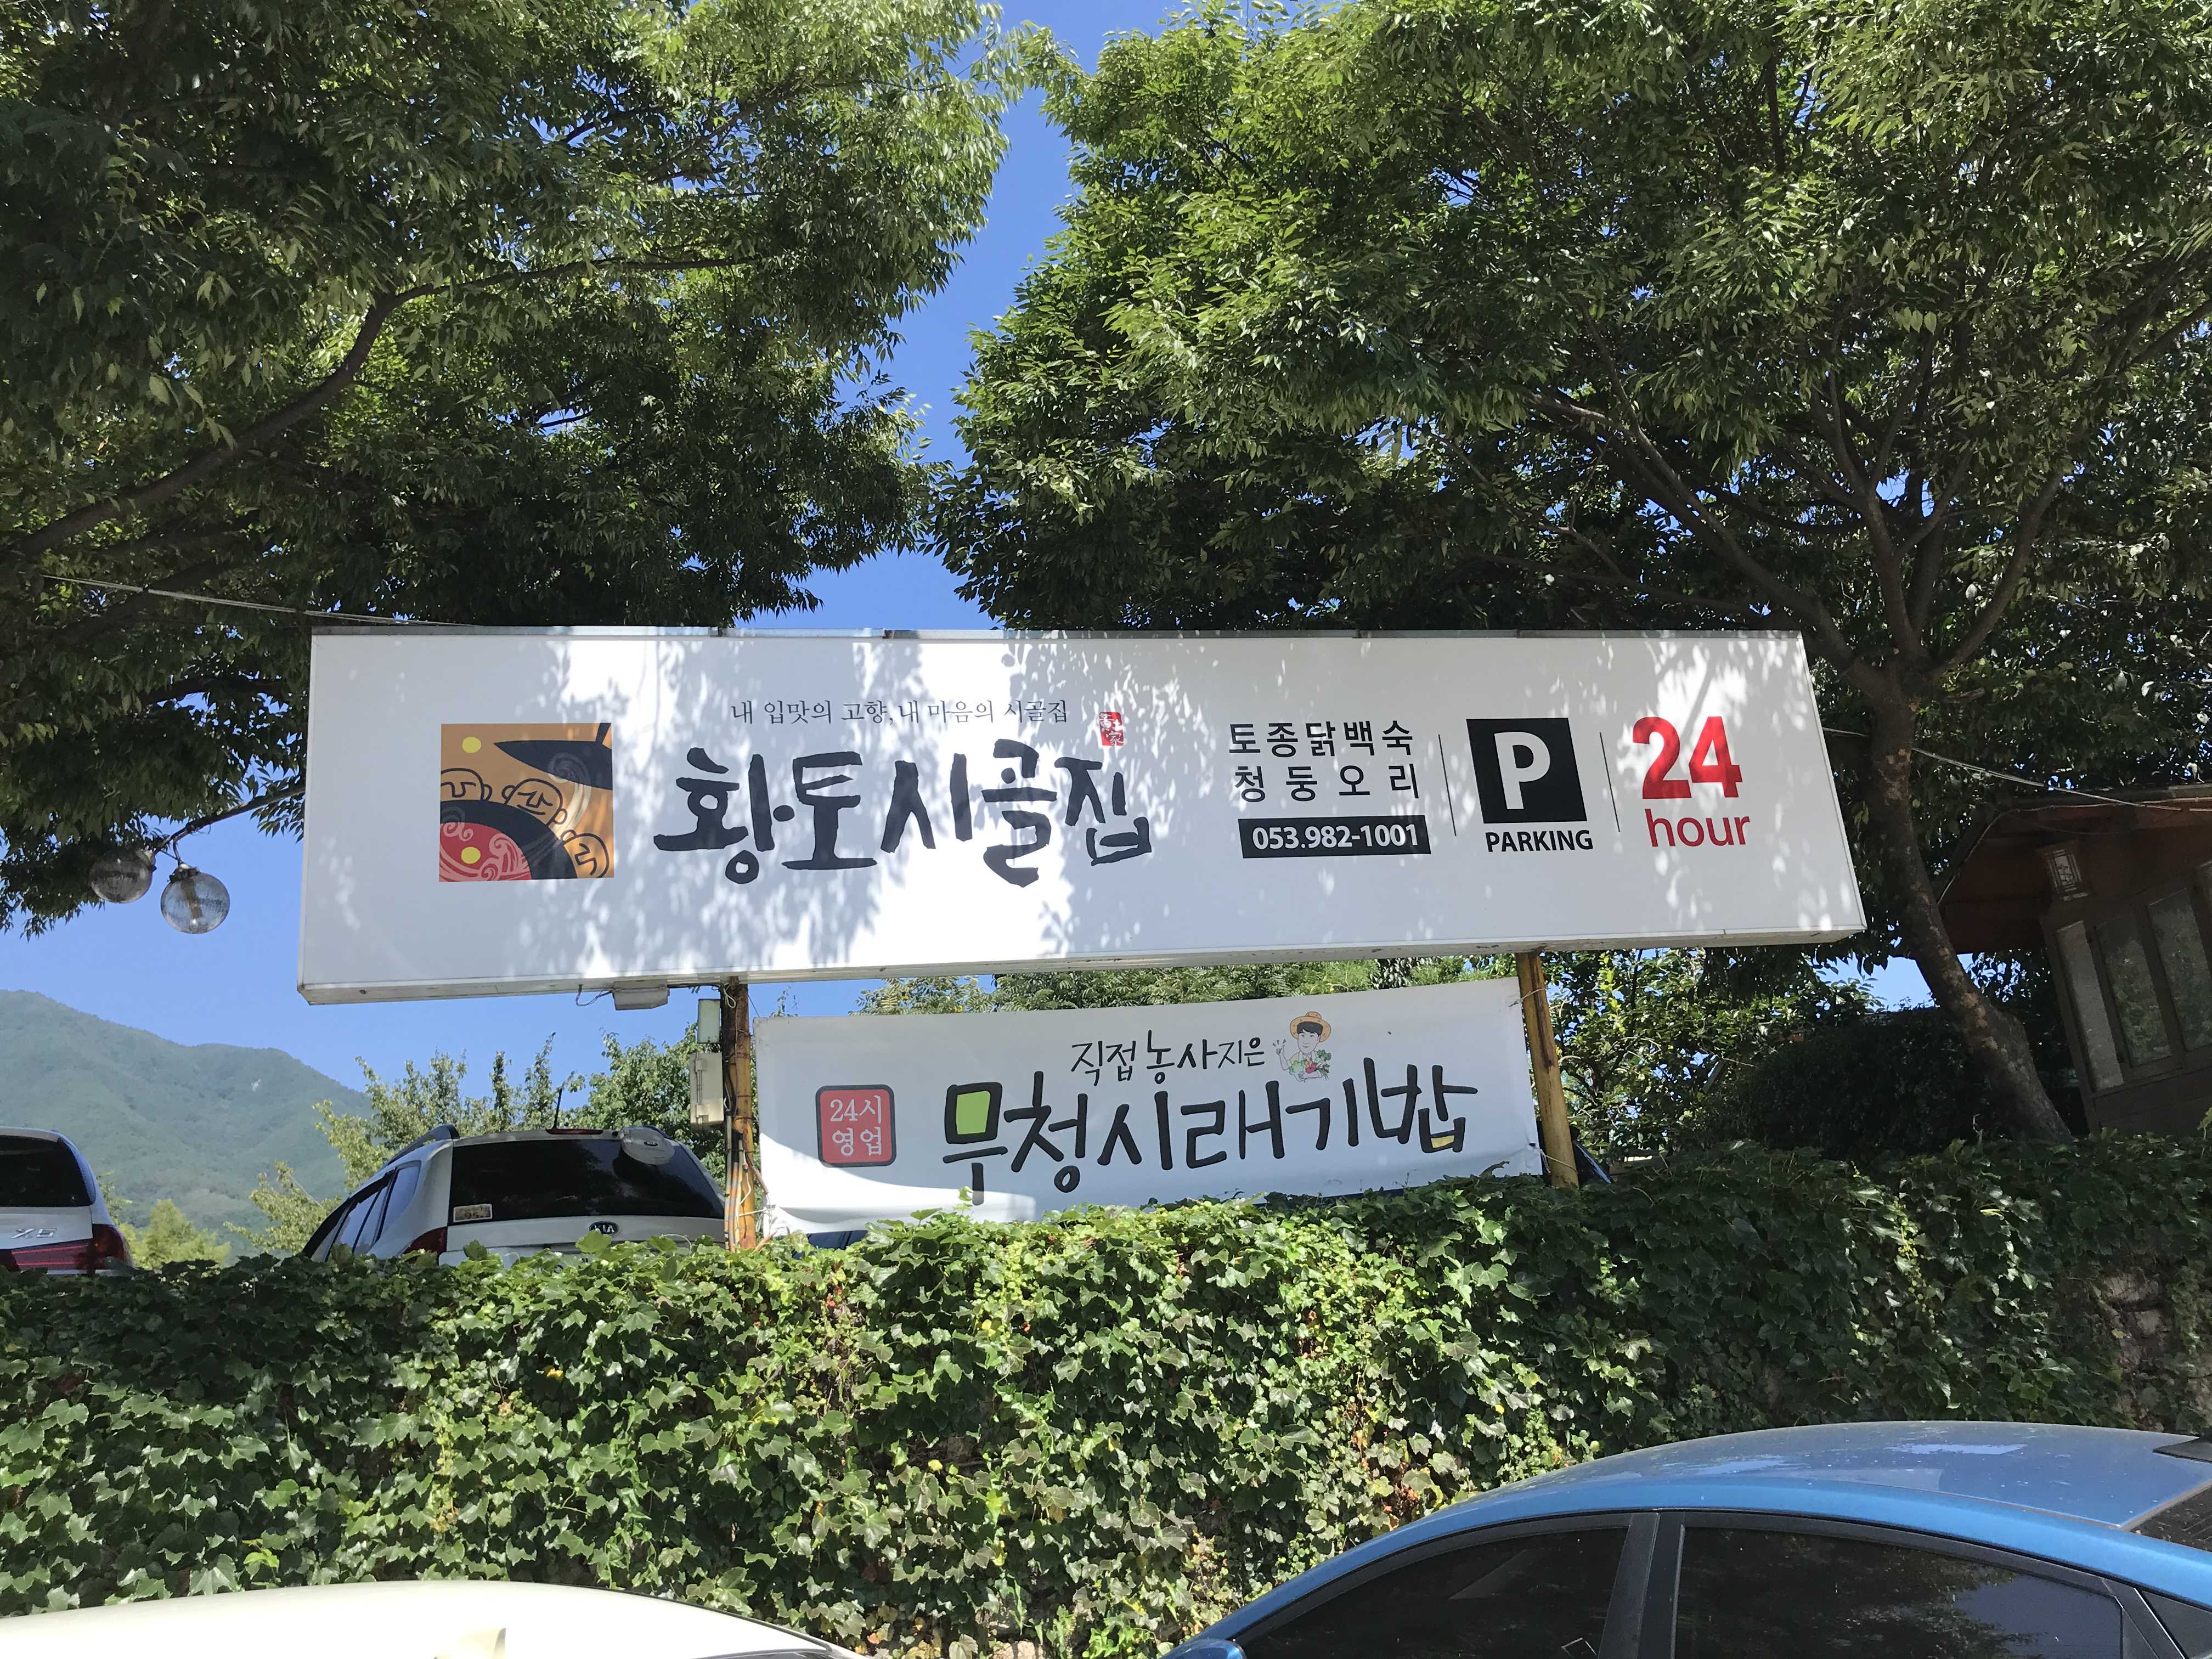 내 입맛의 고향, 내 마음의 시골집
황토시골집
토종닭백숙
청둥오리
053.982-1001
P
PARKING
24
hour
직접 농사지은
무청시래기밥
24시
영업
KIA